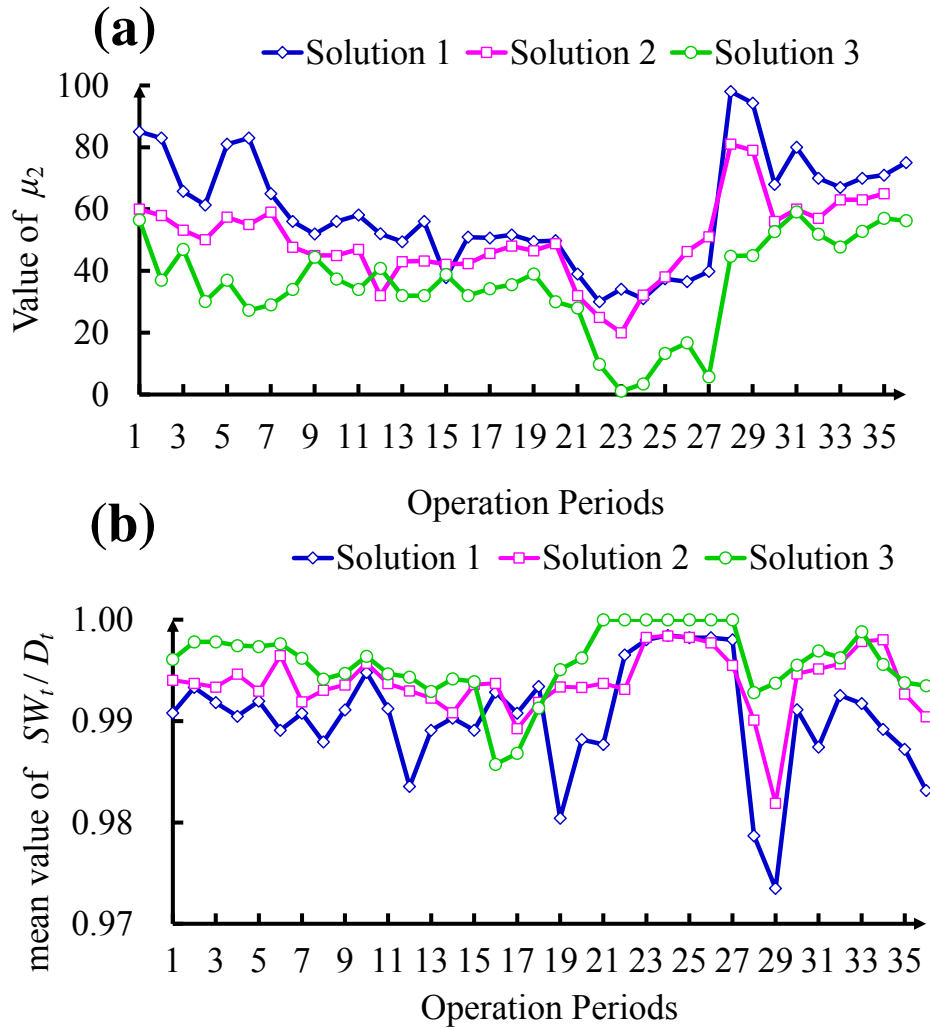 (a)
Solution 1 Solution 2 Solution 3
100
80
60
40
20
0
Value of μ2
1 3 5 7 9 11 13 15 17 19 21 23 25 27 29 31 33 35
Operation Periods
(b)
Solution 1 Solution 2 Solution 3
1.00
0.99
0.98
0.97
mean value of SWt / Dt
1 3 5 7 9 11 13 15 17 19 21 23 25 27 29 31 33 35
Operation Periods